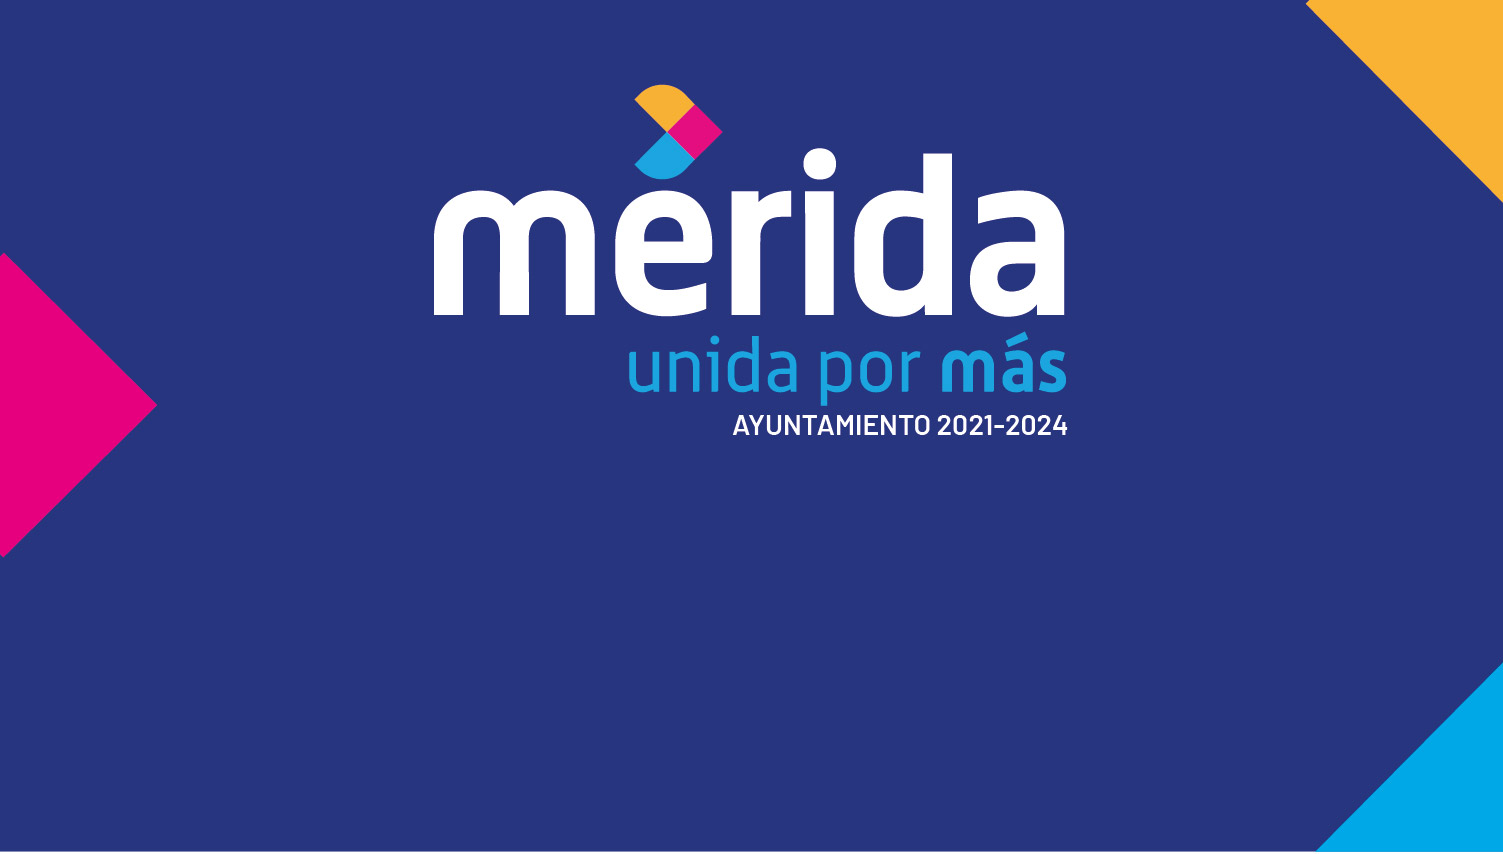 mérida
unida por más
AYUNTAMIENTO 2021-2024